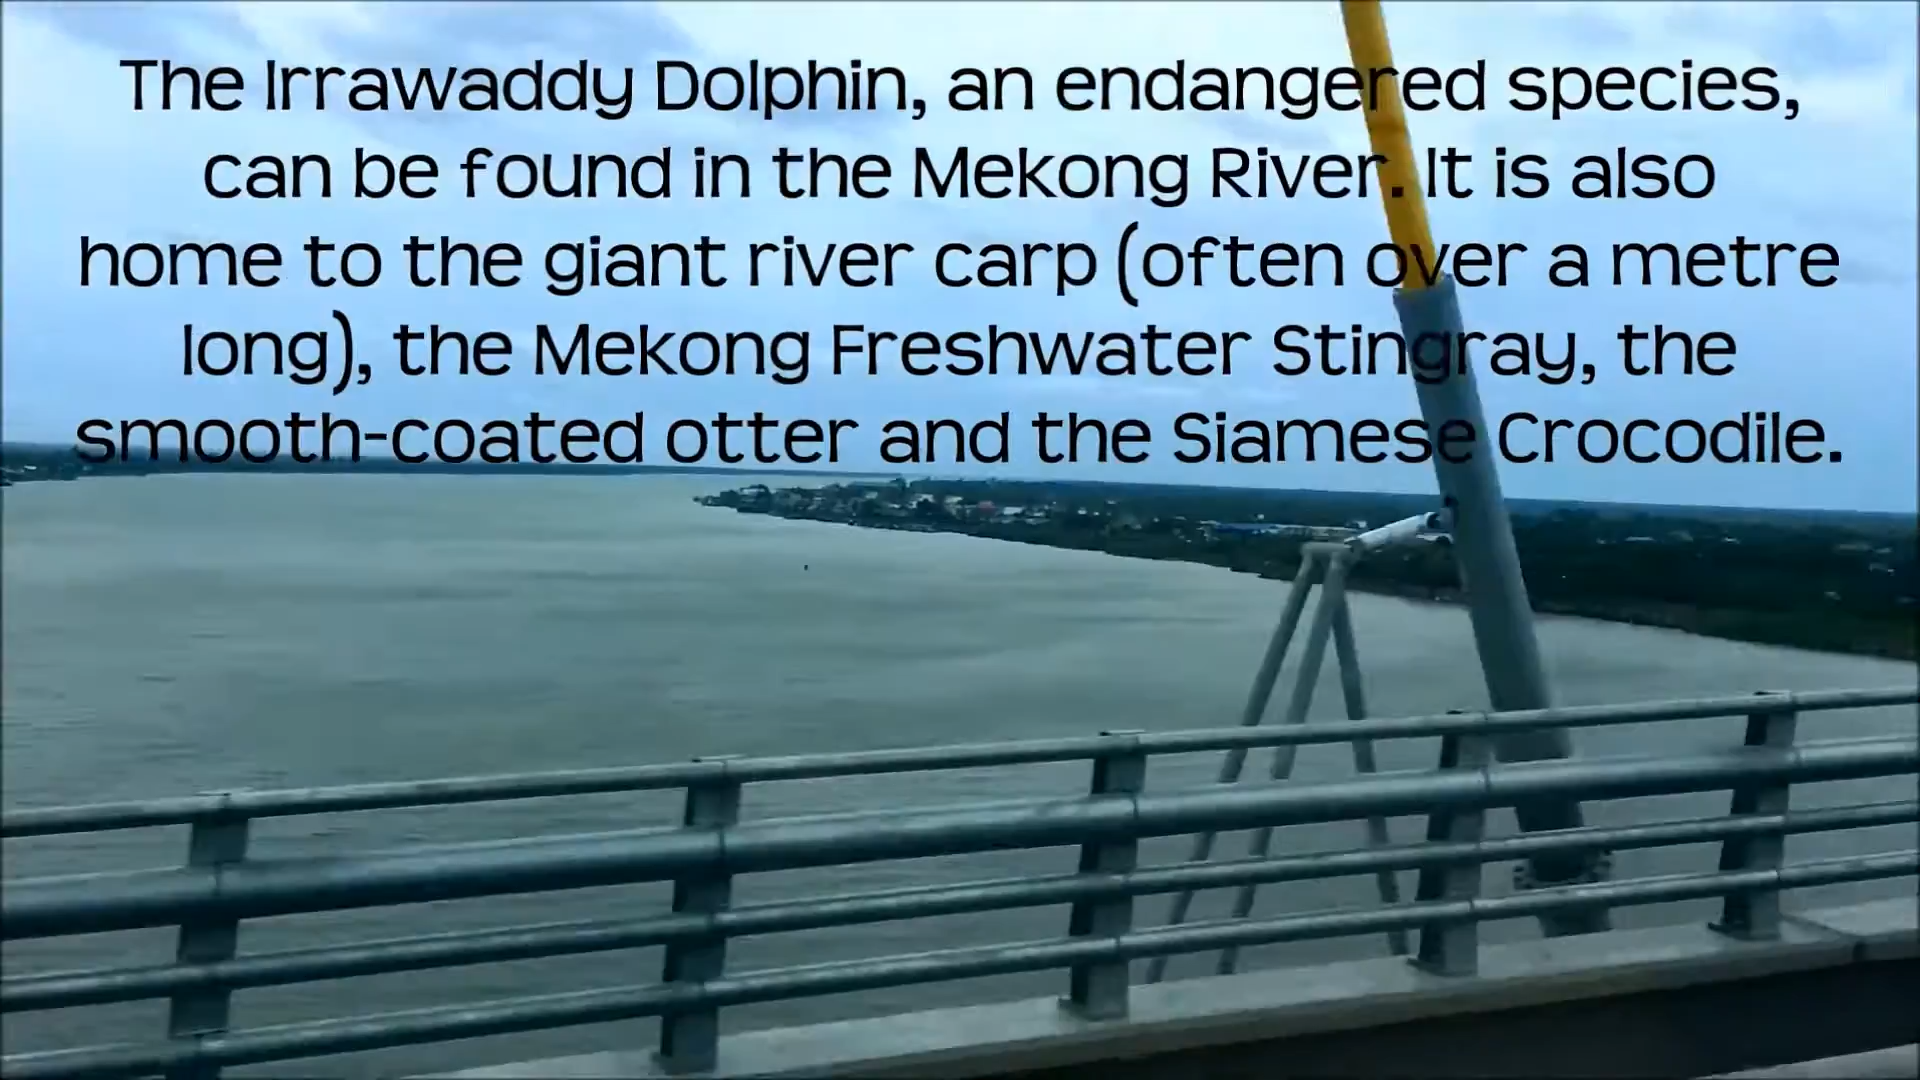 The Irrawaddy Dolphin, an endangered species,
can be found in the Mekong River. It is also
home to the giant river carp (often over a metre
long), the Mekong Freshwater Stingray, the
smooth-coated otter and the Siamese Crocodile.